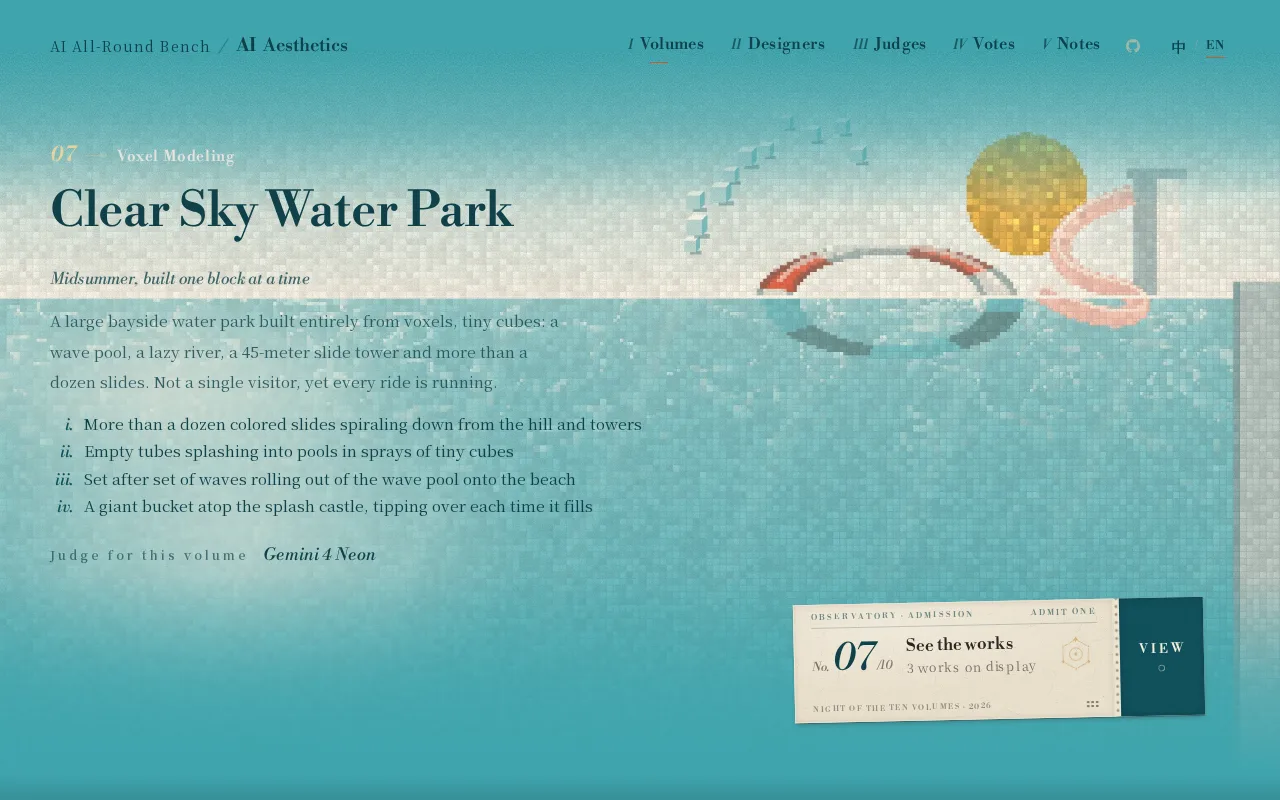 AI All-Round Bench / AI Aesthetics
I Volumes II Designers III Judges IV Votes V Notes 中 EN
07 — Voxel Modeling
Clear Sky Water Park
Midsummer, built one block at a time
A large bayside water park built entirely from voxels, tiny cubes: a
wave pool, a lazy river, a 45-meter slide tower and more than a
dozen slides. Not a single visitor, yet every ride is running.
i. More than a dozen colored slides spiraling down from the hill and towers
ii. Empty tubes splashing into pools in sprays of tiny cubes
iii. Set after set of waves rolling out of the wave pool onto the beach
iv. A giant bucket atop the splash castle, tipping over each time it fills
Judge for this volume Gemini 4 Neon
OBSERVATORY · ADMISSION ADMIT ONE
No. 07 /10 See the works
3 works on display
VIEW
NIGHT OF THE TEN VOLUMES · 2026